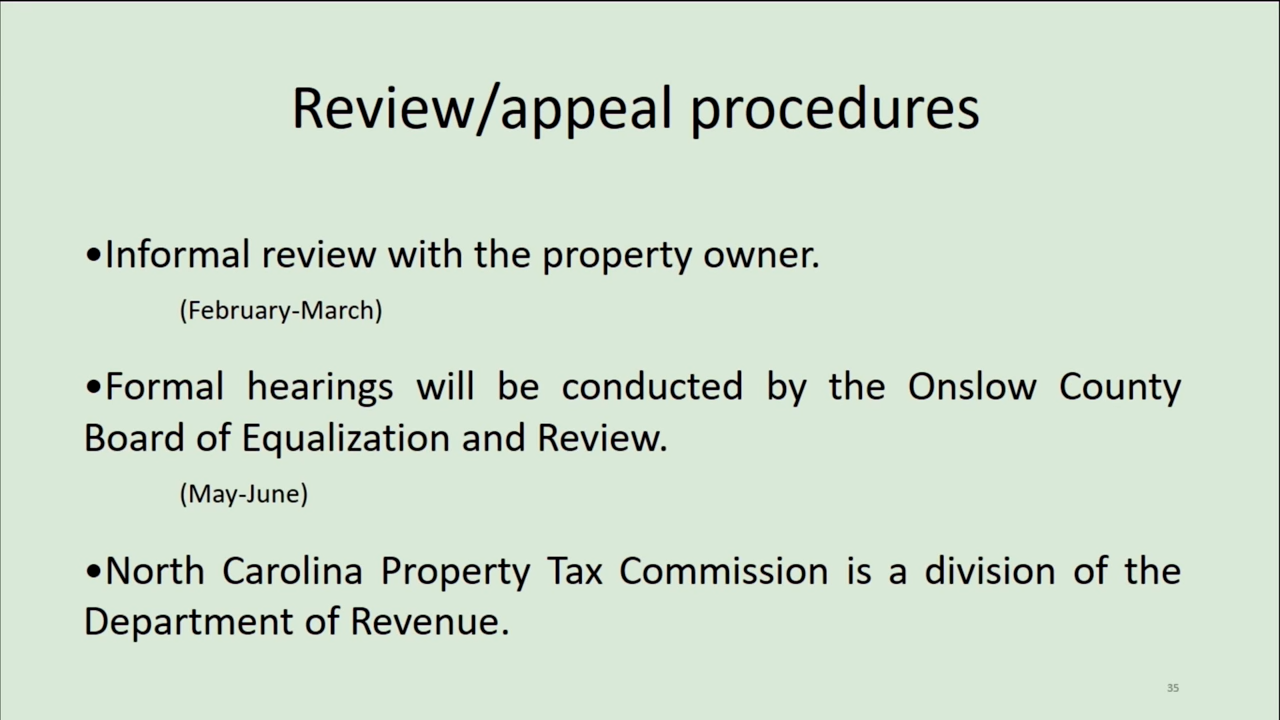 Review/appeal procedures
•Informal review with the property owner.
(February-March)
•Formal hearings will be conducted by the Onslow County
Board of Equalization and Review.
(May-June)
•North Carolina Property Tax Commission is a division of the
Department of Revenue.
35